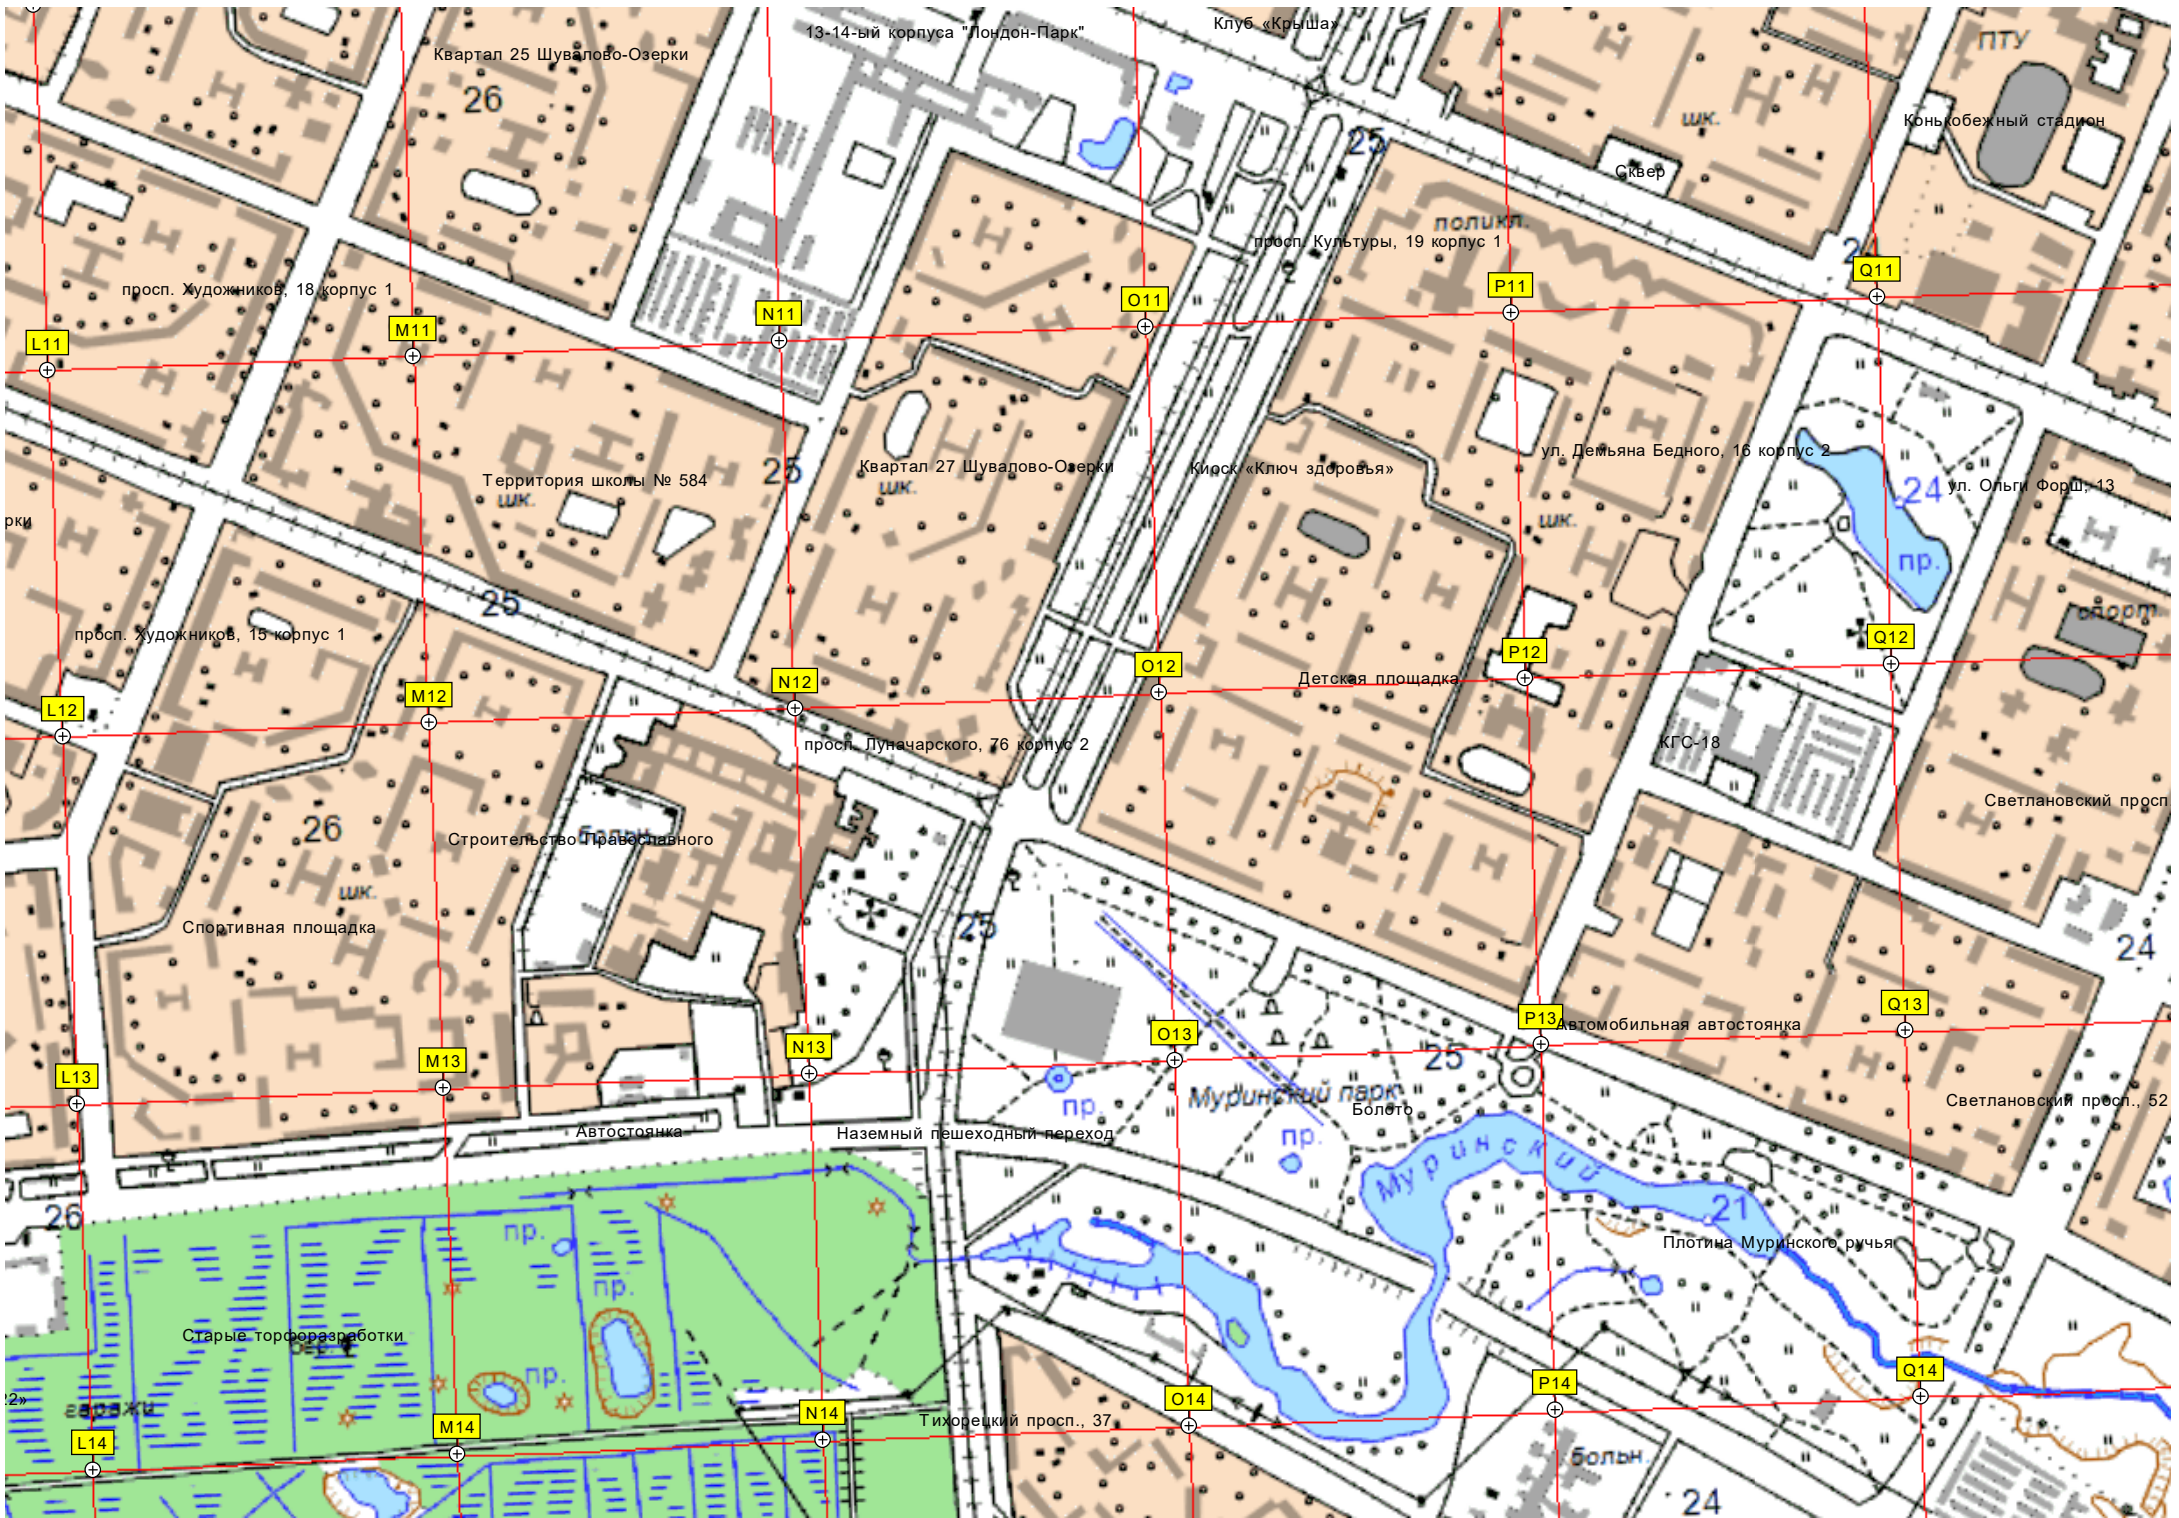 Клуб «Крыша»
13-14-ый корпуса "Лондон-Парк"
ПТУ
Квартал 25 Шувалово-Озерки
26
шк.
Конькобежный стадион
25
Сквер
поликл.
просп. Культуры, 19 корпус 1
Q11
просп. Художников, 18 корпус 1
P11
O11
N11
M11
L11
ул. Демьяна Бедного, 16 корпус 2
Квартал 27 Шувалово-Озерки
Киоск «Ключ здоровья»
25
Территория школы № 584
шк.
шк.
24
ул. Ольги Форш, 13
рки
шк.
пр.
25
спорт.
просп. Художников, 15 корпус 1
Q12
P12
O12
Детская площадка
N12
M12
L12
просп. Луначарского, 76 корпус 2
КГС-18
Светлановский просп
26
больн.
Строительство Православного
шк.
Спортивная площадка
25
24
Q13
P13
Автомобильная автостоянка
O13
N13
M13
25
L13
Муринский парк
Болото
Светлановский просп., 52
пр.
Автостоянка
Наземный пешеходный переход
пр.
Муринский
21
26
пр.
Плотина Муринского ручья
пр.
Старые торфоразработки
бер.
пр.
Q14
P14
22»
гаражи
O14
N14
Тихорецкий просп., 37
M14
L14
больн.
24